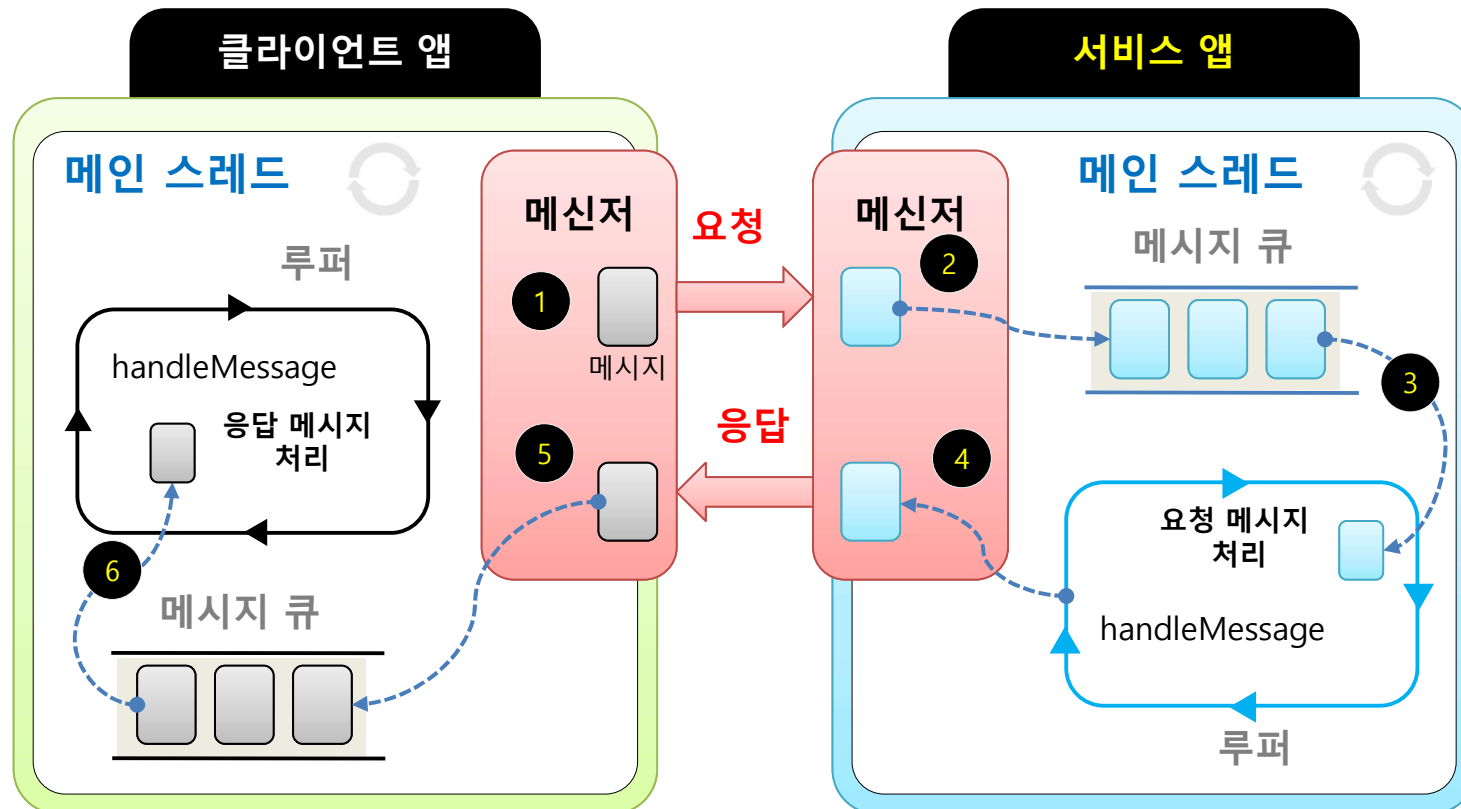 클라이언트 앱
서비스 앱
메인 스레드
루퍼
handleMessage
응답 메시지
처리
6
메시지 큐
메신저
1
메시지
5
요청
응답
메신저
2
4
메인 스레드
메시지 큐
3
요청 메시지
처리
handleMessage
루퍼